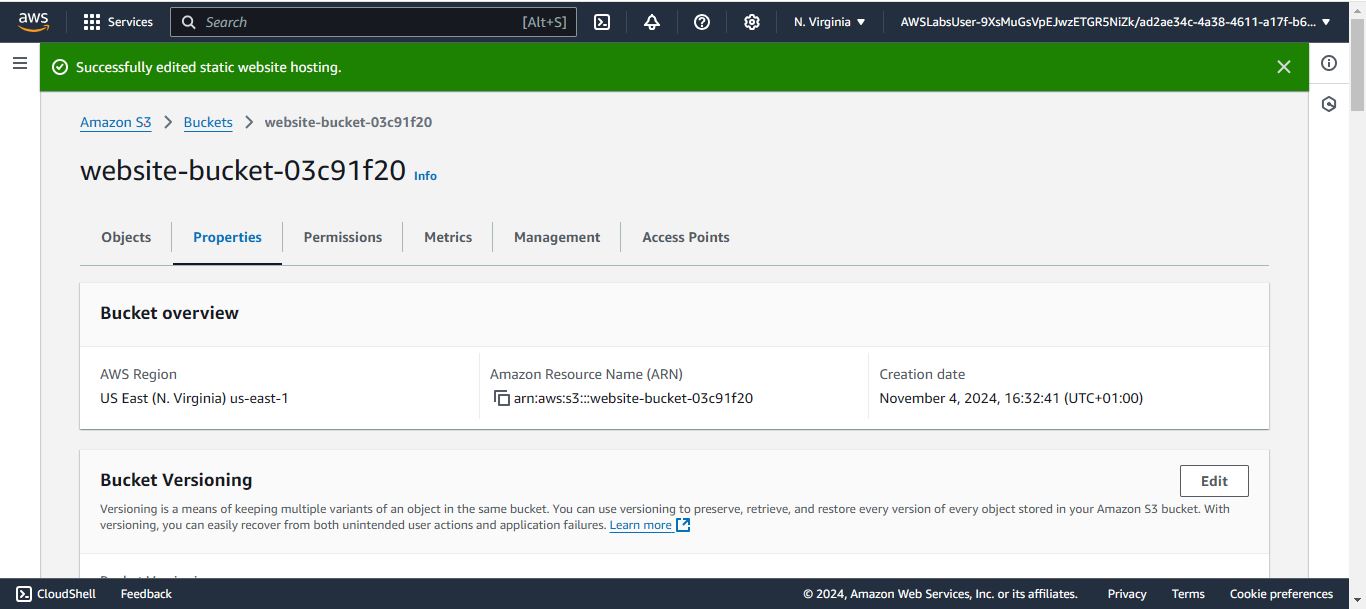 aws
Services
Search
[Alt+S]
N. Virginia
AWSLabsUser-9XsMuGsVpEJwzETGR5NiZk/ad2ae34c-4a38-4611-a17f-b6...
Successfully edited static website hosting.
Amazon S3 > Buckets > website-bucket-03c91f20
website-bucket-03c91f20 Info
Objects
Properties
Permissions
Metrics
Management
Access Points
Bucket overview
AWS Region
US East (N. Virginia) us-east-1
Amazon Resource Name (ARN)
arn:aws:s3:::website-bucket-03c91f20
Creation date
November 4, 2024, 16:32:41 (UTC+01:00)
Bucket Versioning
Edit
Versioning is a means of keeping multiple variants of an object in the same bucket. You can use versioning to preserve, retrieve, and restore every version of every object stored in your Amazon S3 bucket. With
versioning, you can easily recover from both unintended user actions and application failures. Learn more
CloudShell
Feedback
© 2024, Amazon Web Services, Inc. or its affiliates.
Privacy
Terms
Cookie preferences